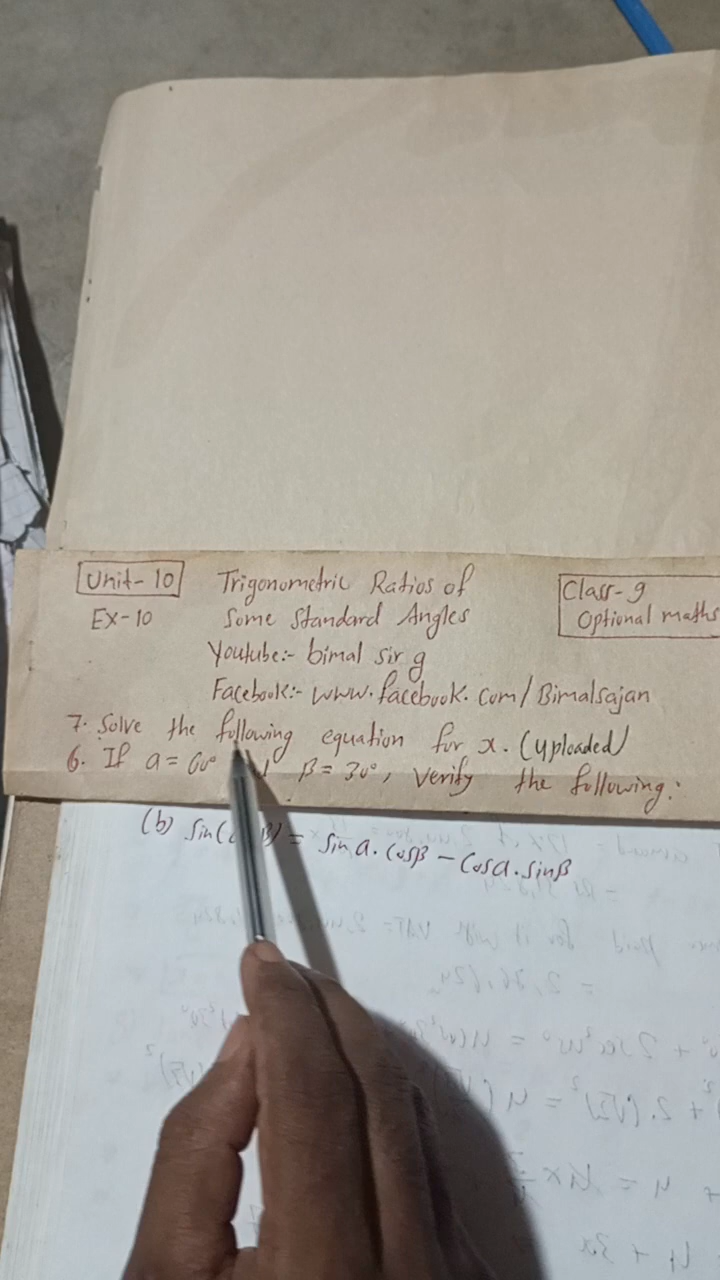 Unit-10
Ex-10
Trigonometric Ratios of
Some Standard Angles
Class-9
Optional maths
Youtube:- bimal sir g
Facebook:- www.facebook.com/Bimalsajan
7. Solve the following equation for x. (uploaded)
6. If a = 60° β = 30°, Verify the following:
(b) sin( β) = sin a. cosβ - cosa. sinβ